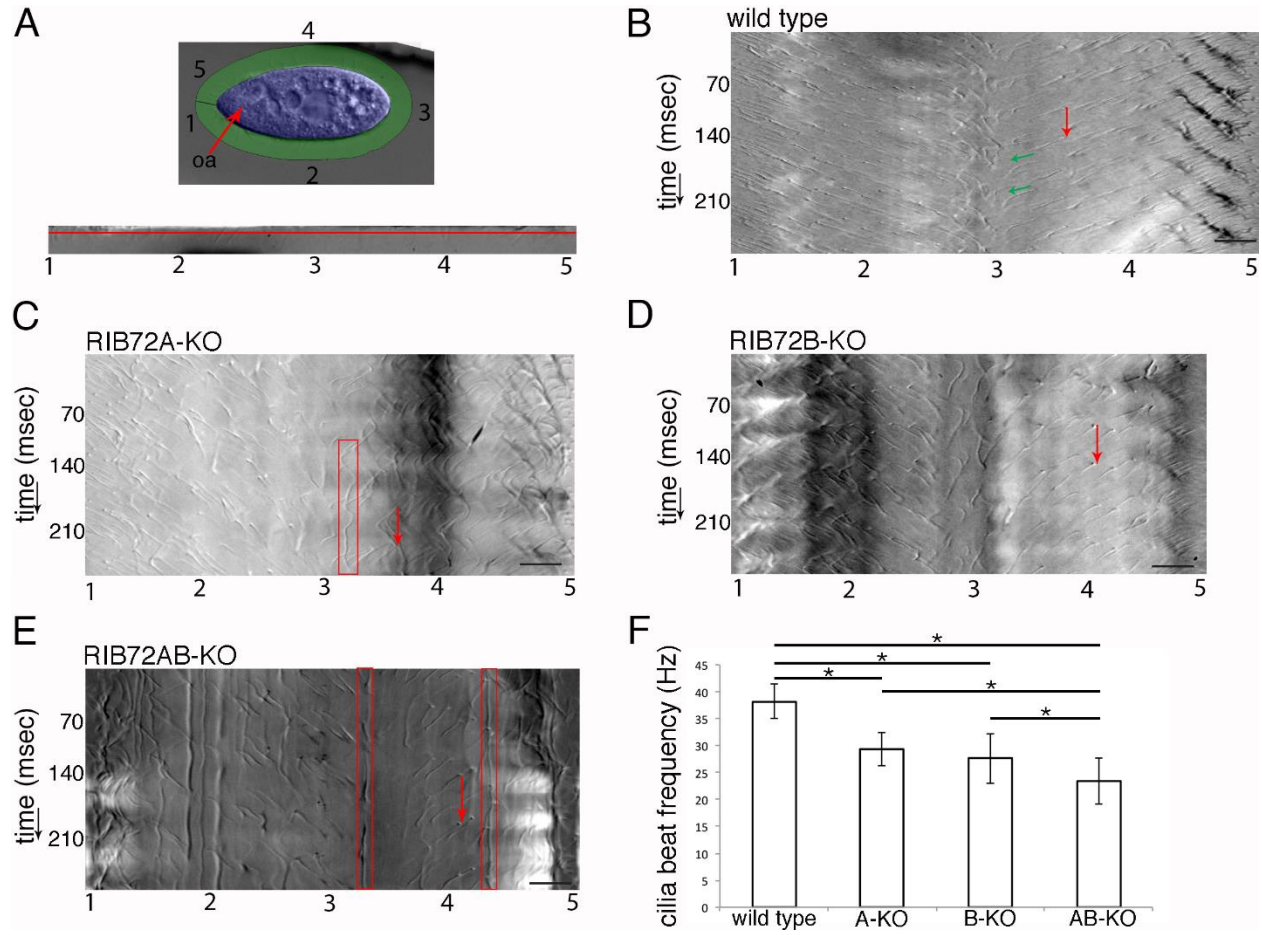 A
4
5
1
3
oa
2
1 2 3 4 5
B
wild type
time (msec)
70
140
210
1 2 3 4 5
C
RIB72A-KO
time (msec)
70
140
210
1 2 3 4 5
D
RIB72B-KO
time (msec)
70
140
210
1 2 3 4 5
E
RIB72AB-KO
time (msec)
70
140
210
1 2 3 4 5
F
*
*
*
*
*
cilia beat frequency (Hz)
45
40
35
30
25
20
15
10
5
0
wild type A-KO B-KO AB-KO